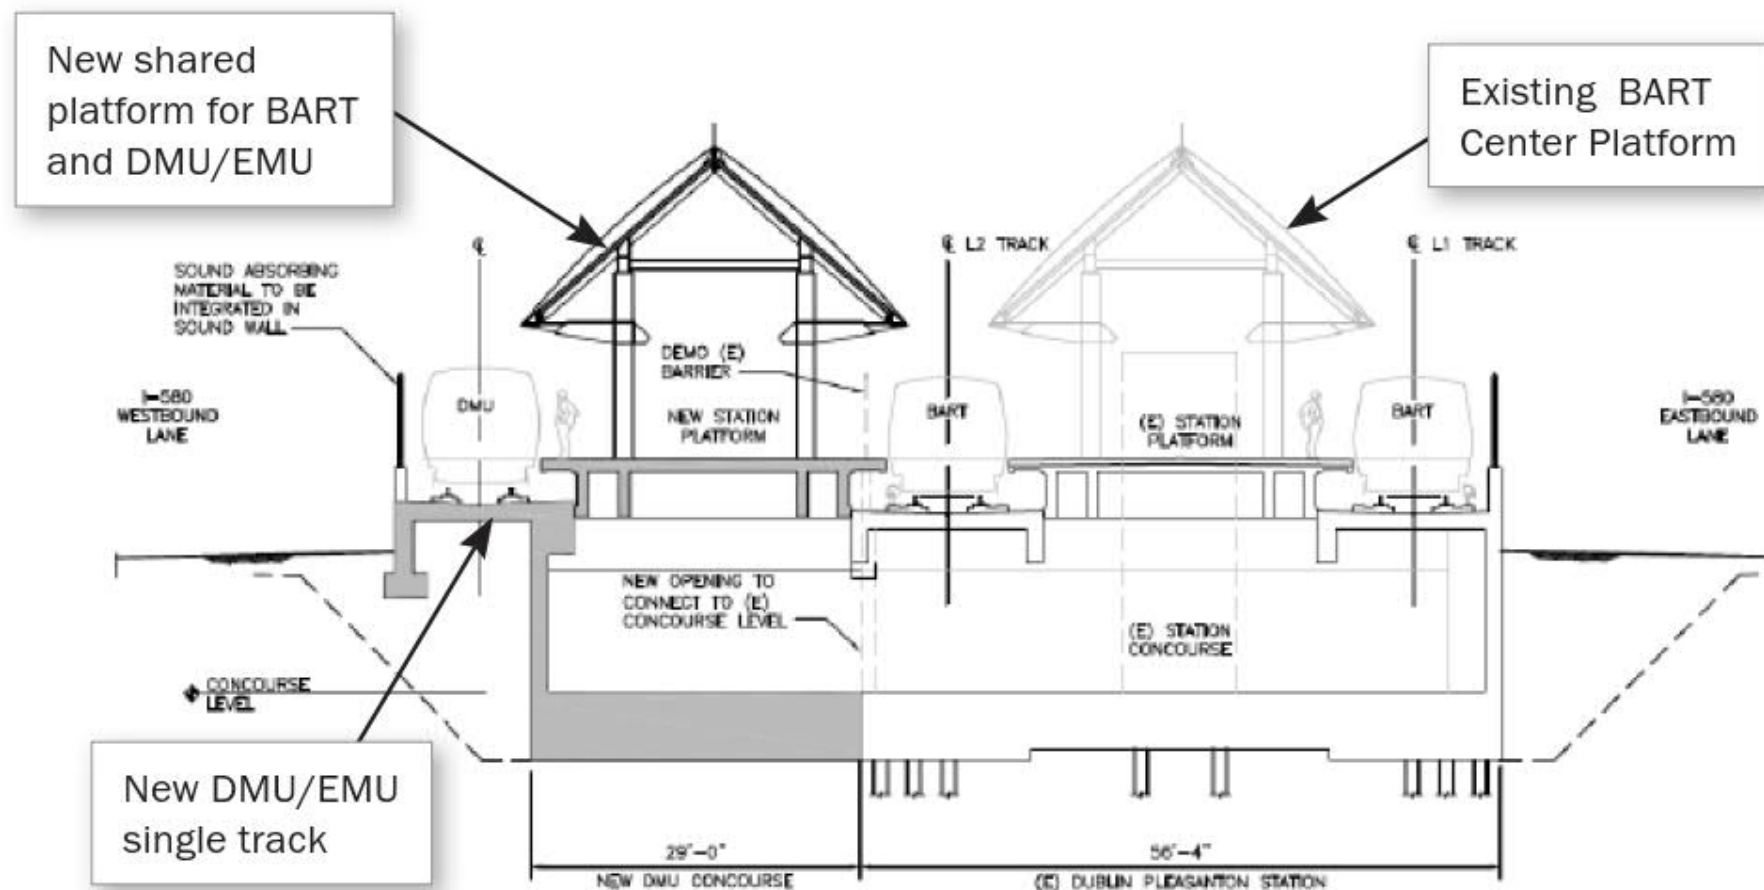 New shared
platform for BART
and DMU/EMU
Existing BART
Center Platform
℄
℄ L2 TRACK
℄ L1 TRACK
SOUND ABSORBING
MATERIAL TO BE
INTEGRATED IN
SOUND WALL
DEMO (E)
BARRIER
I-580
WESTBOUND
LANE
DMU
NEW STATION
PLATFORM
BART
(E) STATION
PLATFORM
BART
I-580
EASTBOUND
LANE
NEW OPENING TO
CONNECT TO (E)
CONCOURSE LEVEL
(E) STATION
CONCOURSE
CONCOURSE
LEVEL
New DMU/EMU
single track
29'-0"
NEW DMU CONCOURSE
56'-4"
(E) DUBLIN PLEASANTON STATION